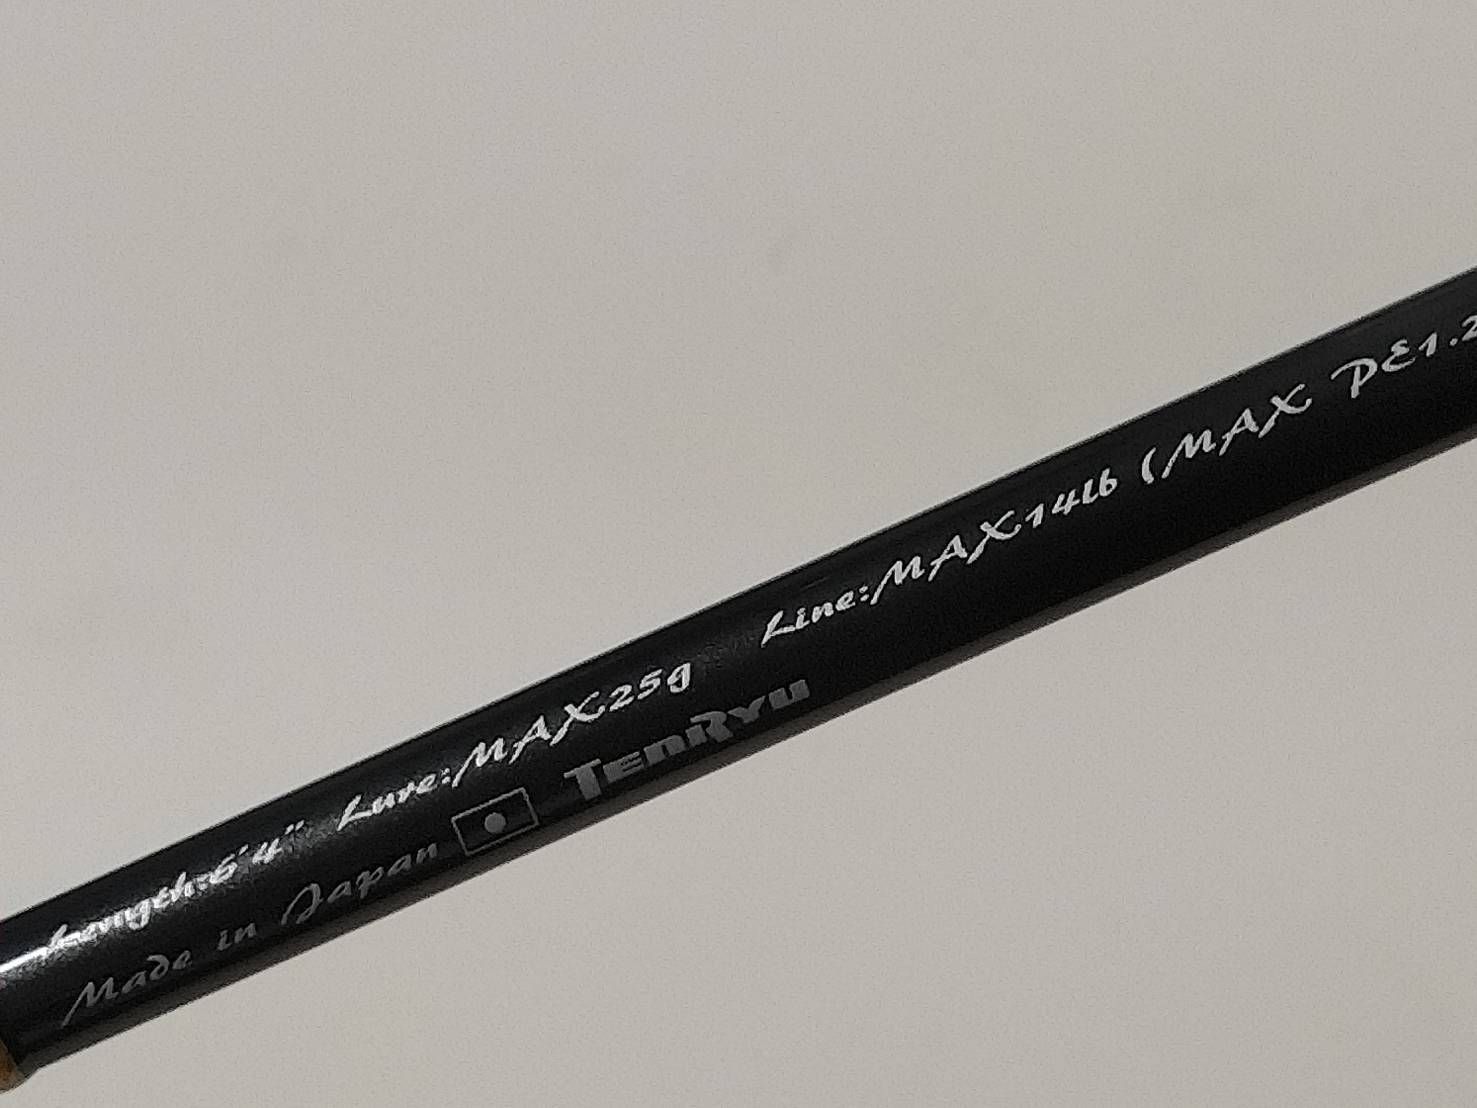 Length:6'4" Lure:MAX25g Line:MAX14lb (MAX PE1.2
Made in Japan TENRYU